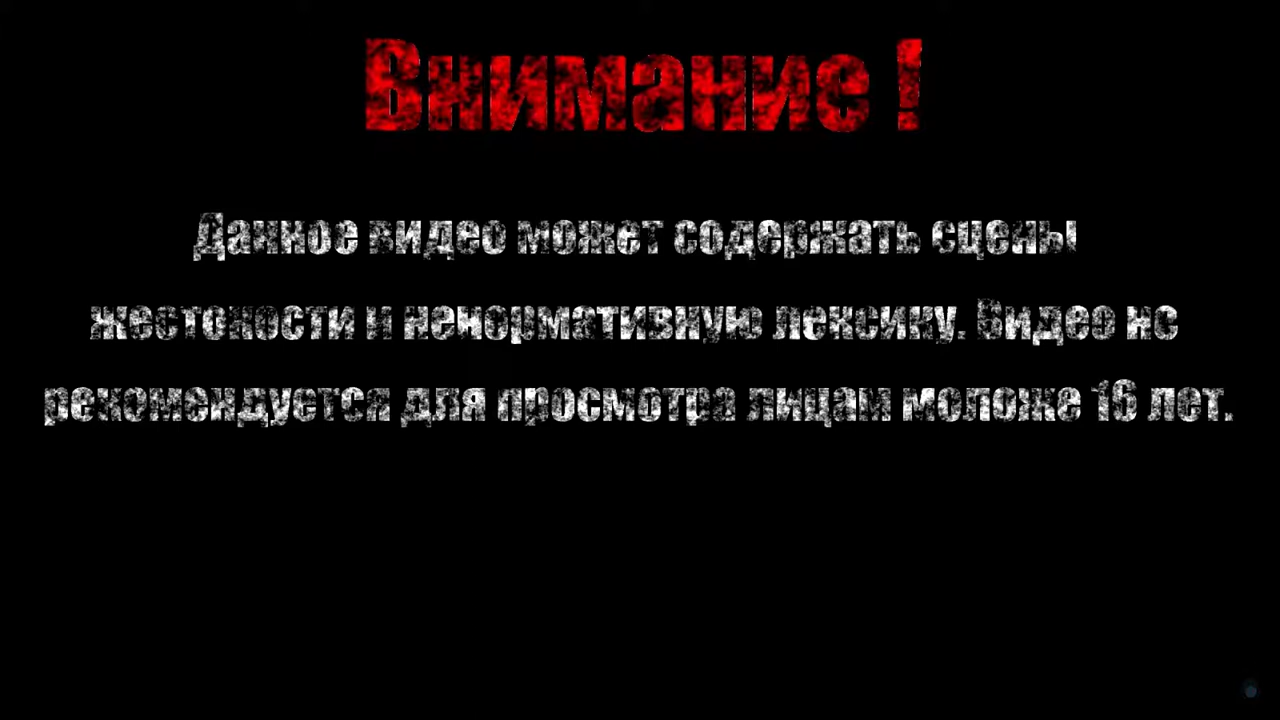 Внимание !
Данное видео может содержать сцены
жестокости и ненормативную лексику. Видео не
рекомендуется для просмотра лицам моложе 16 лет.